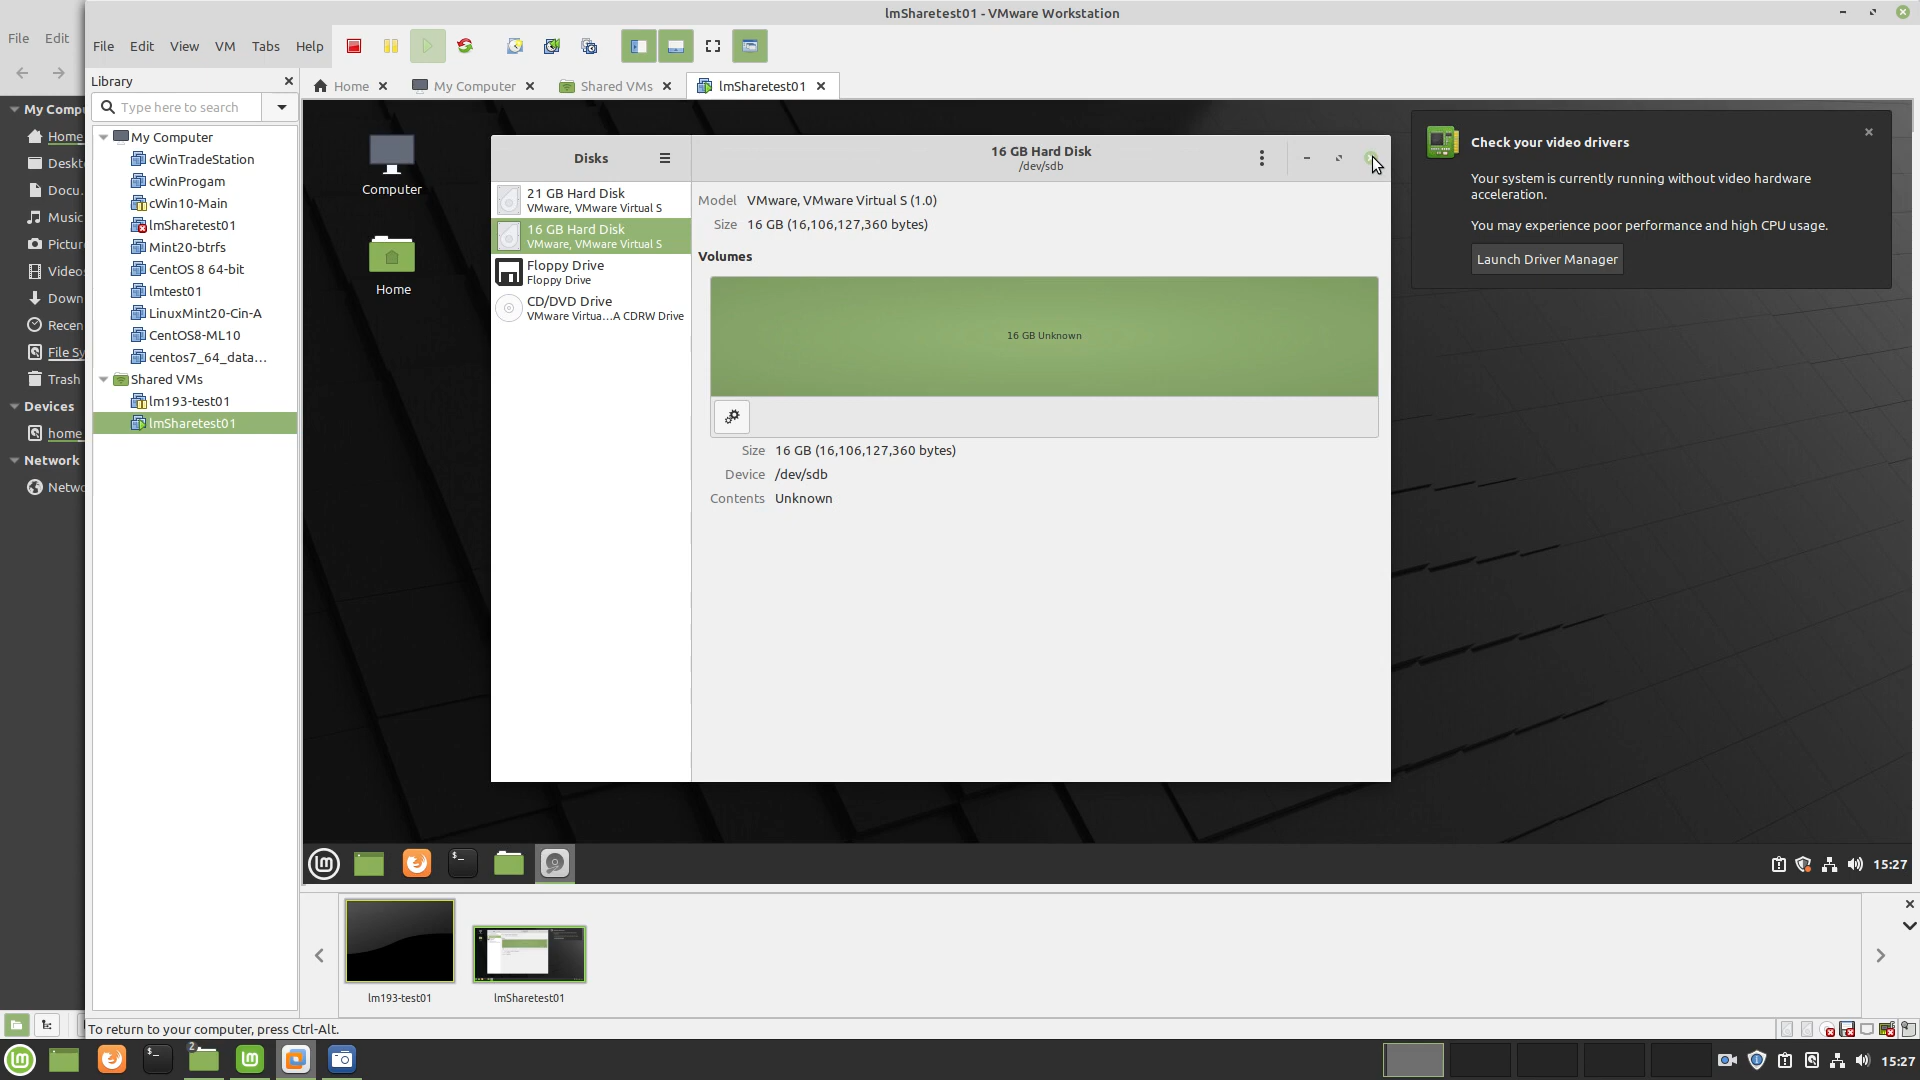 lmSharetest01 - VMware Workstation
File Edit
File Edit View VM Tabs Help
Library
Home
My Computer
Shared VMs
lmSharetest01
Type here to search
My Computer
cWinTradeStation
cWinProgam
cWin10-Main
lmSharetest01
Mint20-btrfs
CentOS 8 64-bit
lmtest01
LinuxMint20-Cin-A
CentOS8-ML10
centos7_64_data...
Shared VMs
lm193-test01
lmSharetest01
My Compu
Home
Deskt
Docu.
Music
Pictur
Videos
Down
Recen
File Sy
Trash
Devices
home
Network
Netwo
Computer
Home
Disks
16 GB Hard Disk
/dev/sdb
21 GB Hard Disk
VMware, VMware Virtual S
16 GB Hard Disk
VMware, VMware Virtual S
Floppy Drive
Floppy Drive
CD/DVD Drive
VMware Virtua...A CDRW Drive
Model VMware, VMware Virtual S (1.0)
Size 16 GB (16,106,127,360 bytes)
Volumes
16 GB Unknown
Size 16 GB (16,106,127,360 bytes)
Device /dev/sdb
Contents Unknown
Check your video drivers
Your system is currently running without video hardware
acceleration.
You may experience poor performance and high CPU usage.
Launch Driver Manager
15:27
lm193-test01
lmSharetest01
To return to your computer, press Ctrl-Alt.
2
15:27